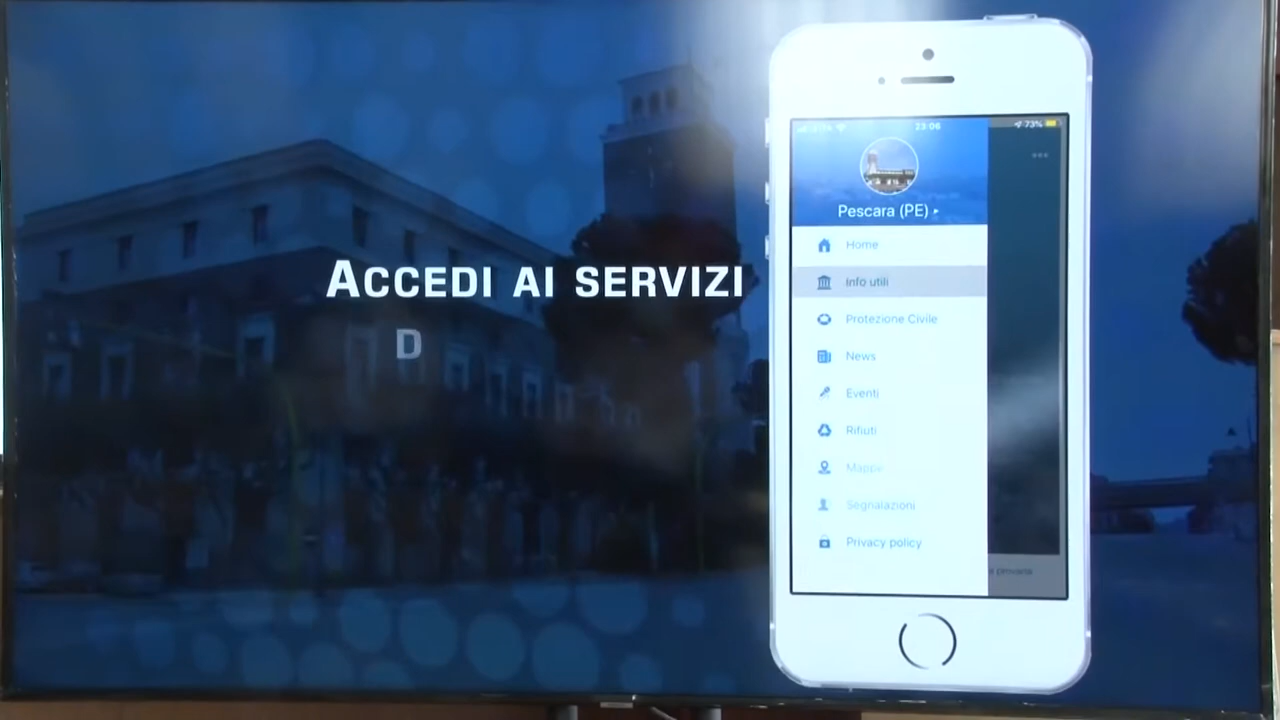 ACCEDI AI SERVIZI
D
23:06
73%
Pescara (PE)
Home
Info utili
Protezione Civile
News
Eventi
Rifiuti
Mappe
Segnalazioni
Privacy policy